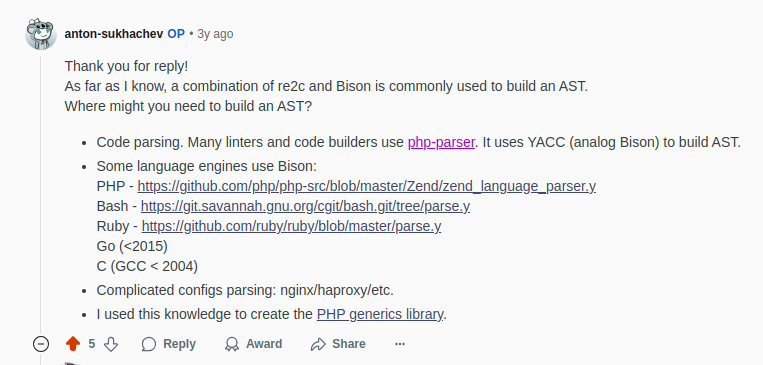 anton-sukhachev OP • 3y ago
Thank you for reply!
As far as I know, a combination of re2c and Bison is commonly used to build an AST.
Where might you need to build an AST?
• Code parsing. Many linters and code builders use php-parser. It uses YACC (analog Bison) to build AST.
• Some language engines use Bison:
PHP - https://github.com/php/php-src/blob/master/Zend/zend_language_parser.y
Bash - https://git.savannah.gnu.org/cgit/bash.git/tree/parse.y
Ruby - https://github.com/ruby/ruby/blob/master/parse.y
Go (<2015)
C (GCC < 2004)
• Complicated configs parsing: nginx/haproxy/etc.
• I used this knowledge to create the PHP generics library.
5 Reply Award Share ...